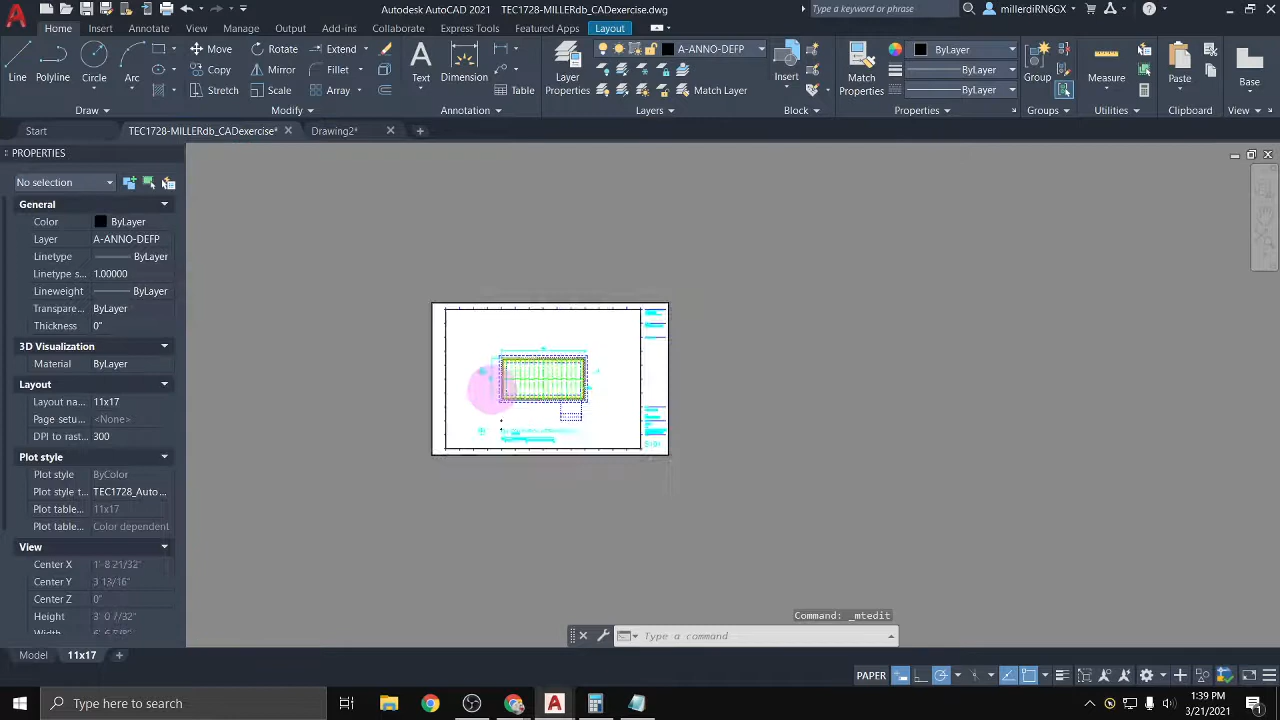 Autodesk AutoCAD 2021 TEC1728-MILLERdb_CADexercise.dwg
Type a keyword or phrase
millerdiRN6GX
Home Insert Annotate View Manage Output Add-ins Collaborate Express Tools Featured Apps Layout
Line Polyline Circle Arc
Move Rotate Extend
Copy Mirror Fillet
Stretch Scale Array
Text Dimension Table
Layer Properties
A-ANNO-DEFP
Match Layer
Insert
Match Properties
ByLayer
ByLayer
ByLayer
Group
Measure
Paste
Base
Draw Modify Annotation Layers Block Properties Groups Utilities Clipboard View
Start TEC1728-MILLERdb_CADexercise* Drawing2*
PROPERTIES
No selection
General
Color ByLayer
Layer A-ANNO-DEFP
Linetype ByLayer
Linetype s... 1.00000
Lineweight ByLayer
Transpare... ByLayer
Thickness 0"
3D Visualization
Material ByLayer
Layout
Layout na... 11x17
Page setu... <None>
DPI to rast... 300
Plot style
Plot style ByColor
Plot style t... TEC1728_Auto...
Plot table... 11x17
Plot table... Color dependent
View
Center X 1'-8 21/32"
Center Y 3 13/16"
Center Z 0"
Height 3'-0 7/32"
Command: _mtedit
Type a command
Model 11x17
PAPER
Type here to search
1:39 PM
3/21/2021